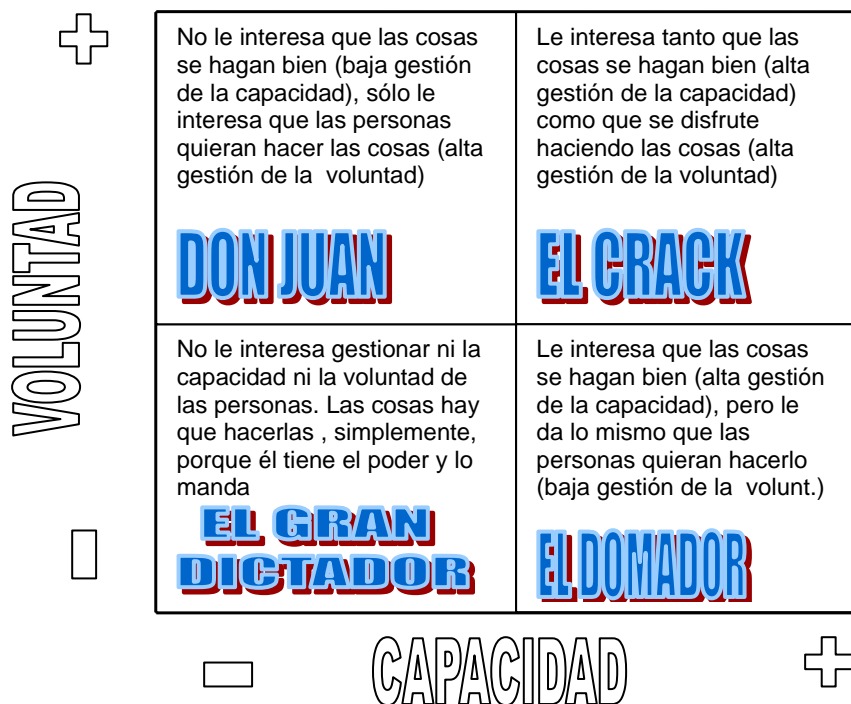 No le interesa que las cosas
se hagan bien (baja gestión
de la capacidad), sólo le
interesa que las personas
quieran hacer las cosas (alta
gestión de la  voluntad)
DON JUAN
Le interesa tanto que las
cosas se hagan bien (alta
gestión de la capacidad)
como que se disfrute
haciendo las cosas (alta
gestión de la voluntad)
EL CRACK
VOLUNTAD
No le interesa gestionar ni la
capacidad ni la voluntad de
las personas. Las cosas hay
que hacerlas , simplemente,
porque él tiene el poder y lo
manda
EL GRAN
DICTADOR
Le interesa que las cosas
se hagan bien (alta gestión
de la capacidad), pero le
da lo mismo que las
personas quieran hacerlo
(baja gestión de la  volunt.)
EL DOMADOR
CAPACIDAD